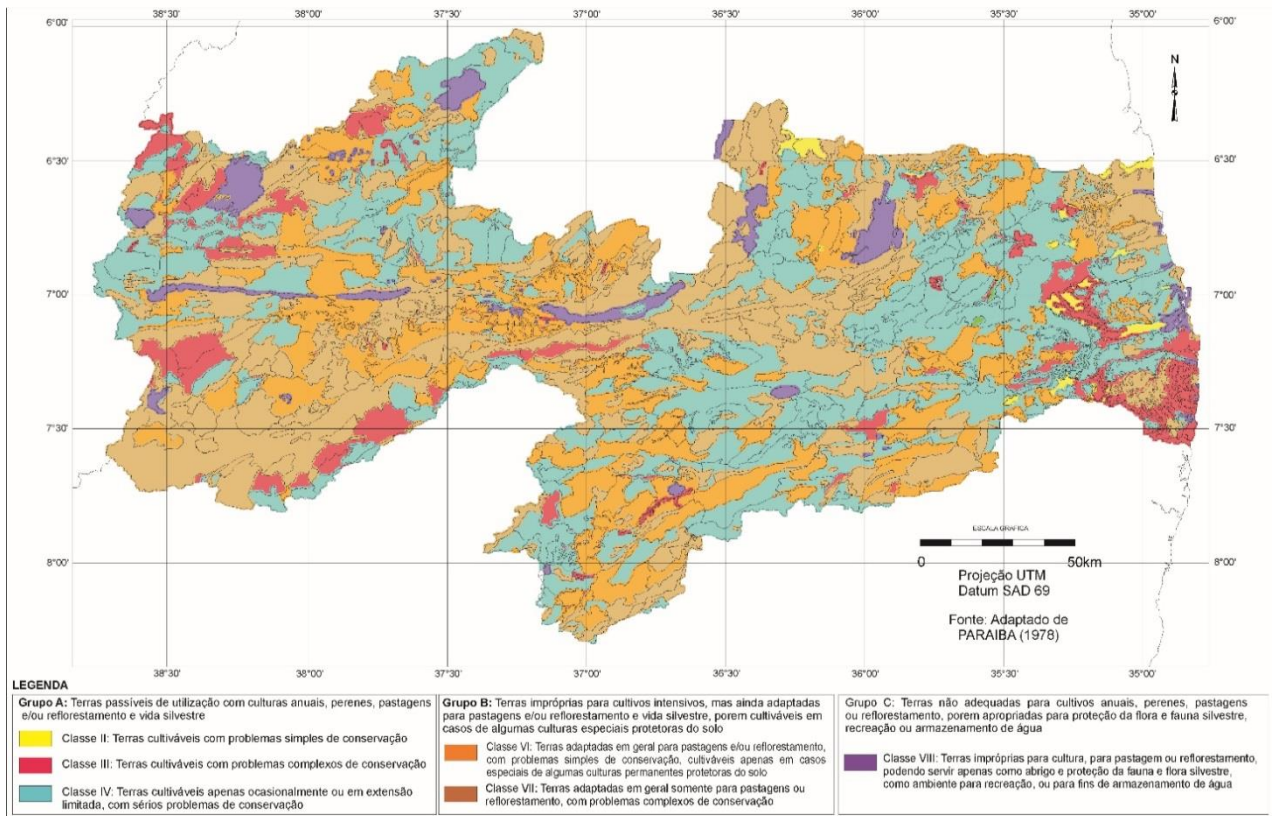 38°30' 38°00' 37°30' 37°00' 36°30' 36°00' 35°30' 35°00'
6°00' 6°00'
N
6°30' 6°30'
7°00' 7°00'
7°30' 7°30'
8°00' 8°00'
ESCALA GRAFICA
0 50km
Projeção UTM
Datum SAD 69
Fonte: Adaptado de
PARAIBA (1978)
38°30' 38°00' 37°30' 37°00' 36°30' 36°00' 35°30' 35°00'
LEGENDA
Grupo A: Terras passíveis de utilização com culturas anuais, perenes, pastagens
e/ou reflorestamento e vida silvestre
Classe II: Terras cultiváveis com problemas simples de conservação
Classe III: Terras cultiváveis com problemas complexos de conservação
Classe IV: Terras cultiváveis apenas ocasionalmente ou em extensão
limitada, com sérios problemas de conservação
Grupo B: Terras impróprias para cultivos intensivos, mas ainda adaptadas
para pastagens e/ou reflorestamento e vida silvestre, porem cultiváveis em
casos de algumas culturas especiais protetoras do solo
Classe VI: Terras adaptadas em geral para pastagens e/ou reflorestamento,
com problemas simples de conservação, cultiváveis apenas em casos
especiais de algumas culturas permanentes protetoras do solo
Classe VII: Terras adaptadas em geral somente para pastagens ou
reflorestamento, com problemas complexos de conservação
Grupo C: Terras não adequadas para cultivos anuais, perenes, pastagens
ou reflorestamento, porem apropriadas para proteção da flora e fauna silvestre,
recreação ou armazenamento de água
Classe VIII: Terras impróprias para cultura, para pastagem ou reflorestamento,
podendo servir apenas como abrigo e proteção da fauna e flora silvestre,
como ambiente para recreação, ou para fins de armazenamento de água